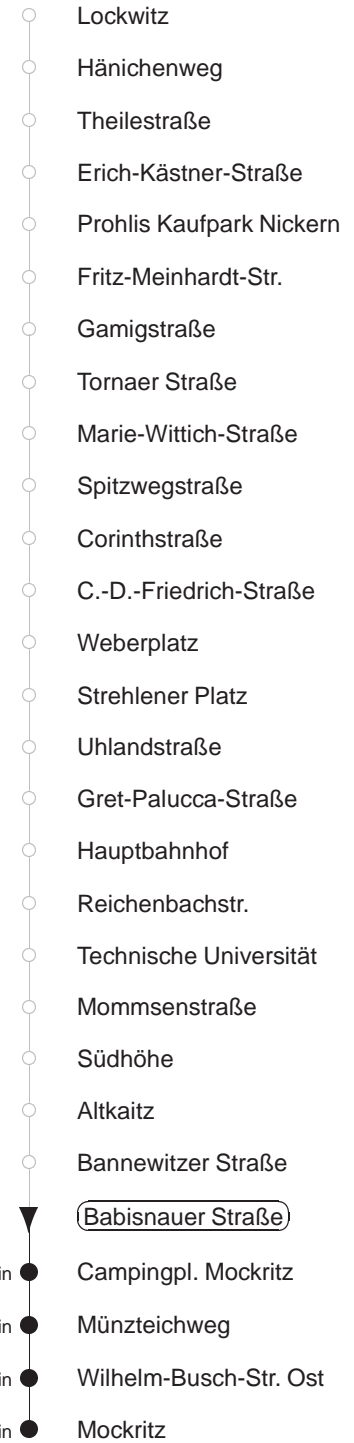 Lockwitz
Hänichenweg
Theilestraße
Erich-Kästner-Straße
Prohlis Kaufpark Nickern
Fritz-Meinhardt-Str.
Gamigstraße
Tornaer Straße
Marie-Wittich-Straße
Spitzwegstraße
Corinthstraße
C.-D.-Friedrich-Straße
Weberplatz
Strehlener Platz
Uhlandstraße
Gret-Palucca-Straße
Hauptbahnhof
Reichenbachstr.
Technische Universität
Mommsenstraße
Südhöhe
Altkaitz
Bannewitzer Straße
Babisnauer Straße
Campingpl. Mockritz
Münzteichweg
Wilhelm-Busch-Str. Ost
Mockritz